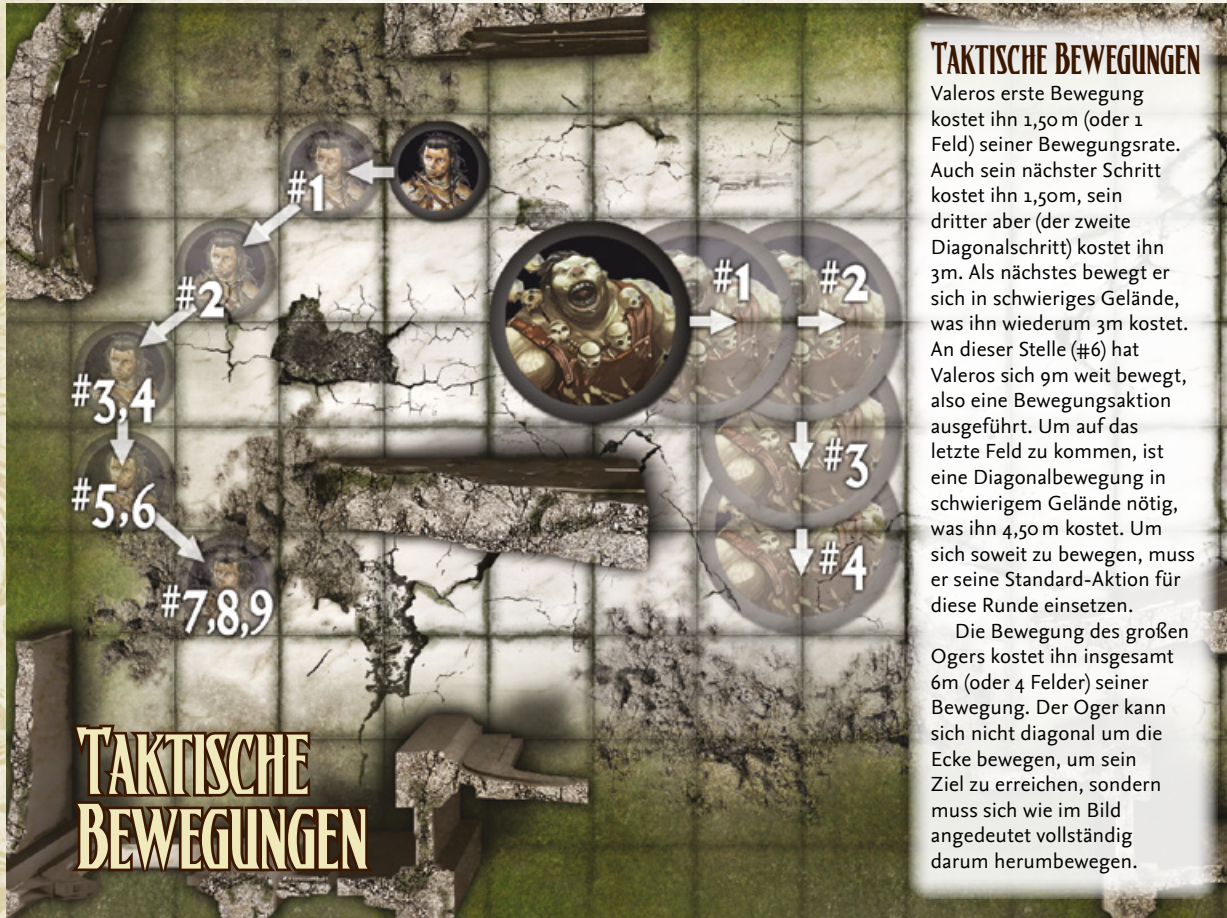 #1
#2
#3,4
#5,6
#7,8,9
#1
#2
#3
#4
TAKTISCHE
BEWEGUNGEN
TAKTISCHE BEWEGUNGEN
Valeros erste Bewegung
kostet ihn 1,50 m (oder 1
Feld) seiner Bewegungsrate.
Auch sein nächster Schritt
kostet ihn 1,50m, sein
dritter aber (der zweite
Diagonalschritt) kostet ihn
3m. Als nächstes bewegt er
sich in schwieriges Gelände,
was ihn wiederum 3m kostet.
An dieser Stelle (#6) hat
Valeros sich 9m weit bewegt,
also eine Bewegungsaktion
ausgeführt. Um auf das
letzte Feld zu kommen, ist
eine Diagonalbewegung in
schwierigem Gelände nötig,
was ihn 4,50 m kostet. Um
sich soweit zu bewegen, muss
er seine Standard-Aktion für
diese Runde einsetzen.
Die Bewegung des großen
Ogers kostet ihn insgesamt
6m (oder 4 Felder) seiner
Bewegung. Der Oger kann
sich nicht diagonal um die
Ecke bewegen, um sein
Ziel zu erreichen, sondern
muss sich wie im Bild
angedeutet vollständig
darum herumbewegen.